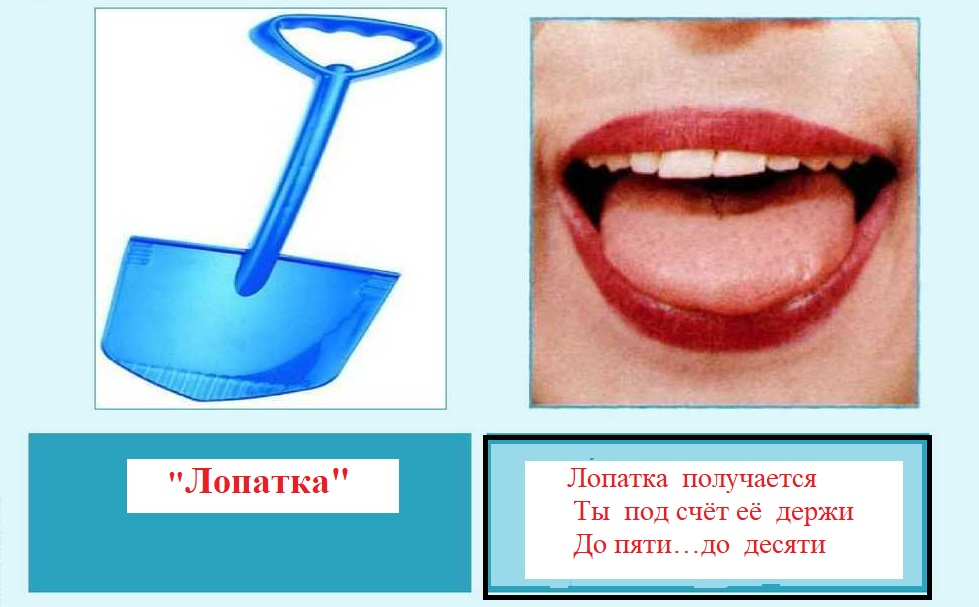 "Лопатка"
Лопатка получается
Ты под счёт её держи
До пяти...до десяти